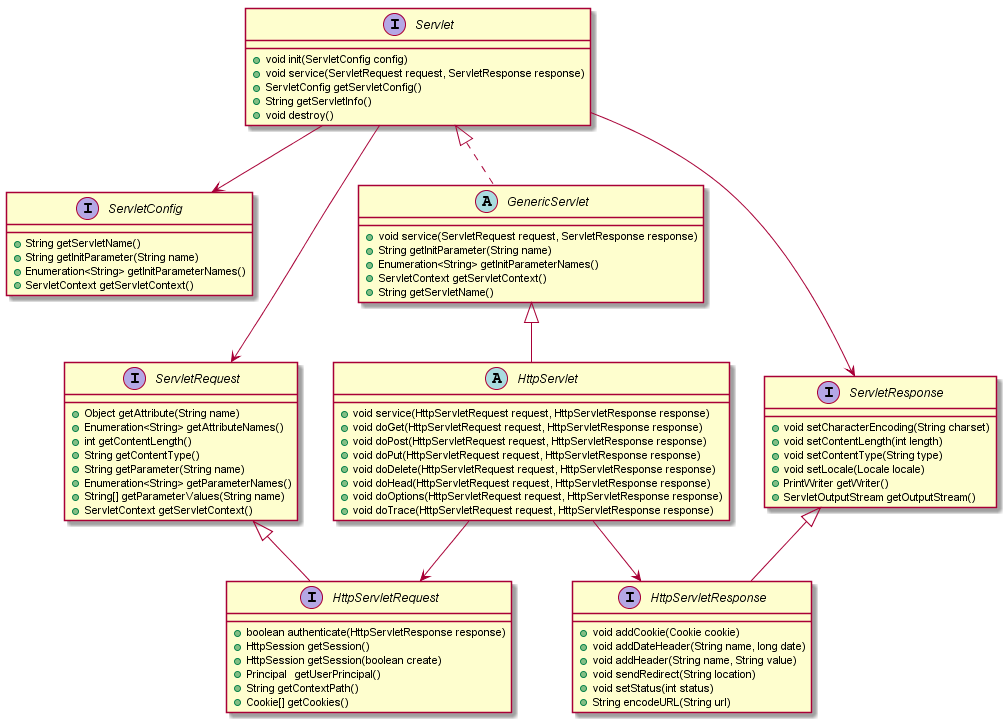 I Servlet
void init(ServletConfig config)
void service(ServletRequest request, ServletResponse response)
ServletConfig getServletConfig()
String getServletInfo()
void destroy()
I ServletConfig
String getServletName()
String getInitParameter(String name)
Enumeration<String> getInitParameterNames()
ServletContext getServletContext()
A GenericServlet
void service(ServletRequest request, ServletResponse response)
String getInitParameter(String name)
Enumeration<String> getInitParameterNames()
ServletContext getServletContext()
String getServletName()
I ServletRequest
Object getAttribute(String name)
Enumeration<String> getAttributeNames()
int getContentLength()
String getContentType()
String getParameter(String name)
Enumeration<String> getParameterNames()
String[] getParameterValues(String name)
ServletContext getServletContext()
A HttpServlet
void service(HttpServletRequest request, HttpServletResponse response)
void doGet(HttpServletRequest request, HttpServletResponse response)
void doPost(HttpServletRequest request, HttpServletResponse response)
void doPut(HttpServletRequest request, HttpServletResponse response)
void doDelete(HttpServletRequest request, HttpServletResponse response)
void doHead(HttpServletRequest request, HttpServletResponse response)
void doOptions(HttpServletRequest request, HttpServletResponse response)
void doTrace(HttpServletRequest request, HttpServletResponse response)
I ServletResponse
void setCharacterEncoding(String charset)
void setContentLength(int length)
void setContentType(String type)
void setLocale(Locale locale)
PrintWriter getWriter()
ServletOutputStream getOutputStream()
I HttpServletRequest
boolean authenticate(HttpServletResponse response)
HttpSession getSession()
HttpSession getSession(boolean create)
Principal getUserPrincipal()
String getContextPath()
Cookie[] getCookies()
I HttpServletResponse
void addCookie(Cookie cookie)
void addDateHeader(String name, long date)
void addHeader(String name, String value)
void sendRedirect(String location)
void setStatus(int status)
String encodeURL(String url)